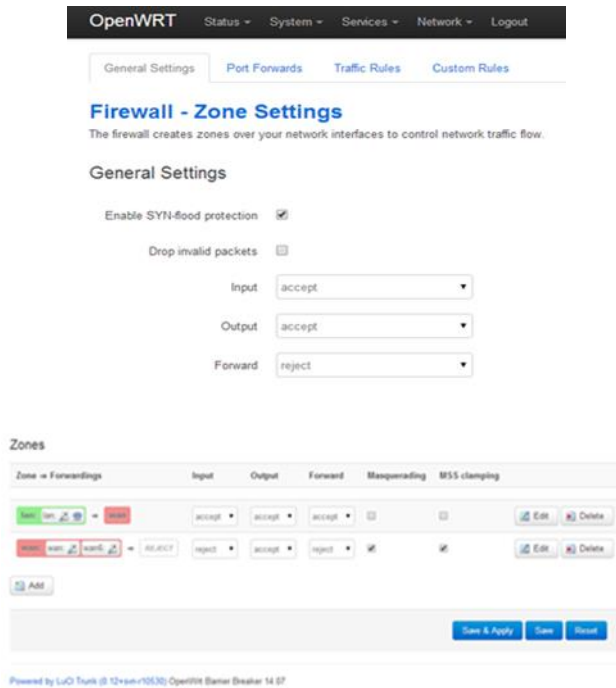 OpenWRT Status System Services Network Logout
General Settings Port Forwards Traffic Rules Custom Rules
Firewall - Zone Settings
The firewall creates zones over your network interfaces to control network traffic flow.
General Settings
Enable SYN-flood protection
Drop invalid packets
Input accept
Output accept
Forward reject
Zones
Zone ⇒ Forwardings Input Output Forward Masquerading MSS clamping
lan: lan: ⇒ wan accept accept accept Edit Delete
wan: wan: wan6: ⇒ REJECT reject accept reject Edit Delete
Add
Save & Apply Save Reset
Powered by LuCI Trunk (0.12+svn-r10530) OpenWrt Barrier Breaker 14.07